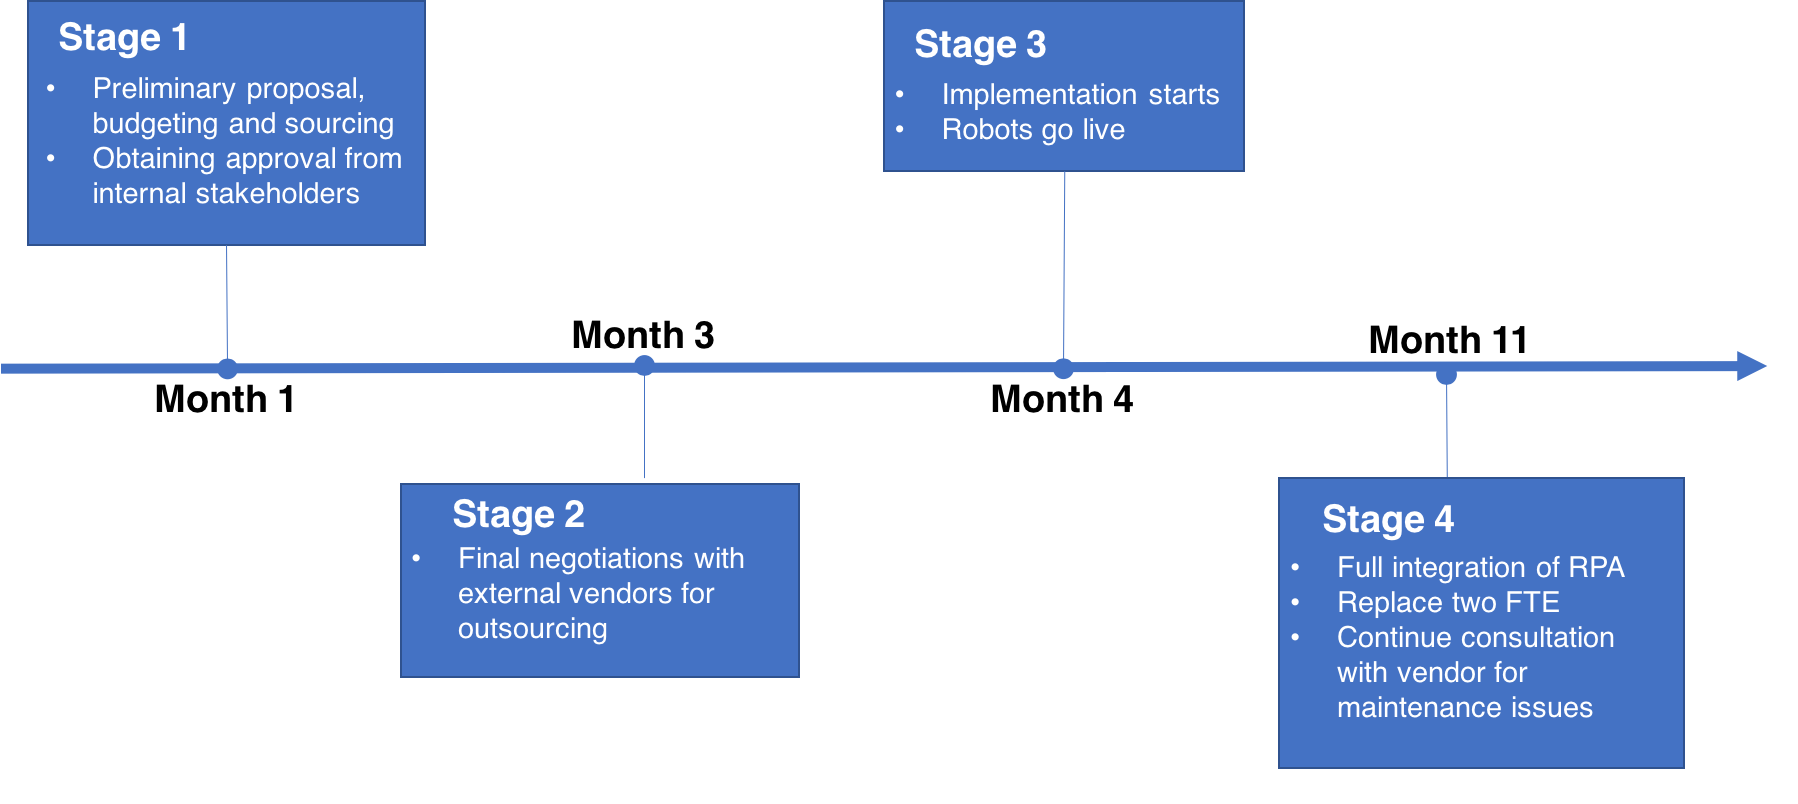 Stage 1
• Preliminary proposal,
budgeting and sourcing
• Obtaining approval from
internal stakeholders
Stage 3
• Implementation starts
• Robots go live
Month 1
Month 3
Month 4
Month 11
Stage 2
• Final negotiations with
external vendors for
outsourcing
Stage 4
• Full integration of RPA
• Replace two FTE
• Continue consultation
with vendor for
maintenance issues